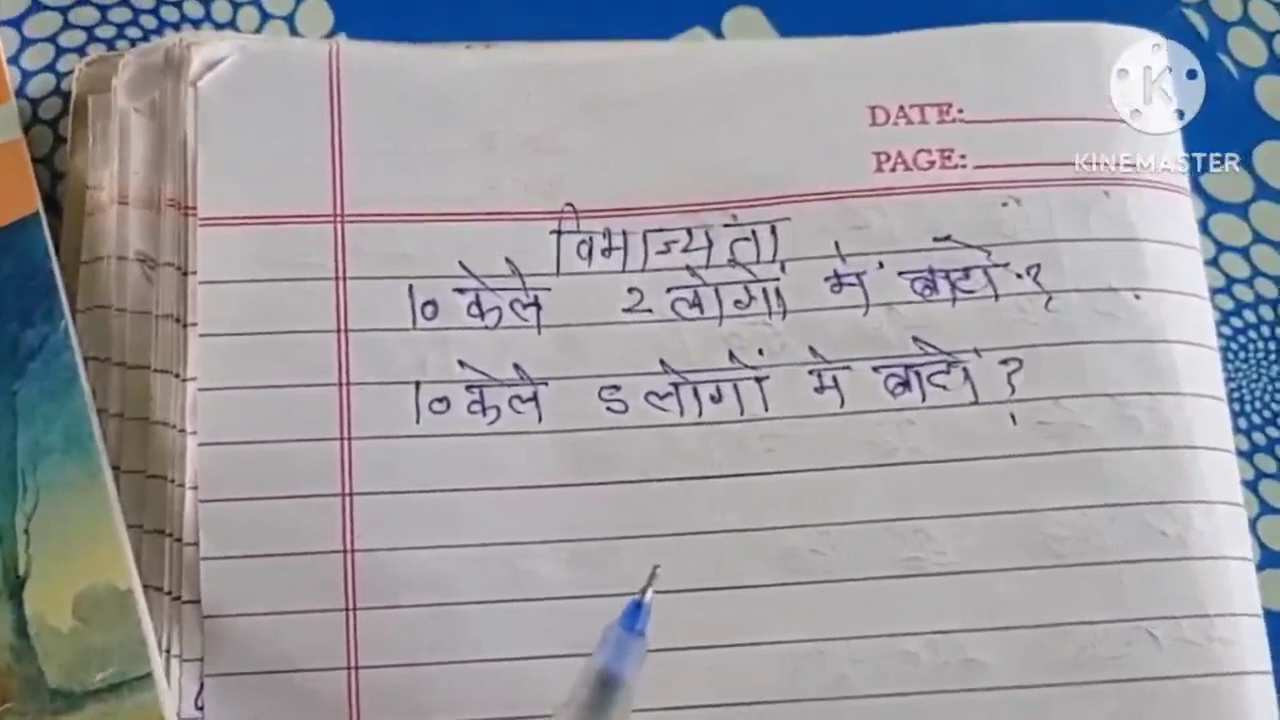 DATE:
PAGE:
KINEMASTER
विभाज्यता
10 केले 2 लोगों में बाटो ?
10 केले 5 लोगों मे बाटों ?